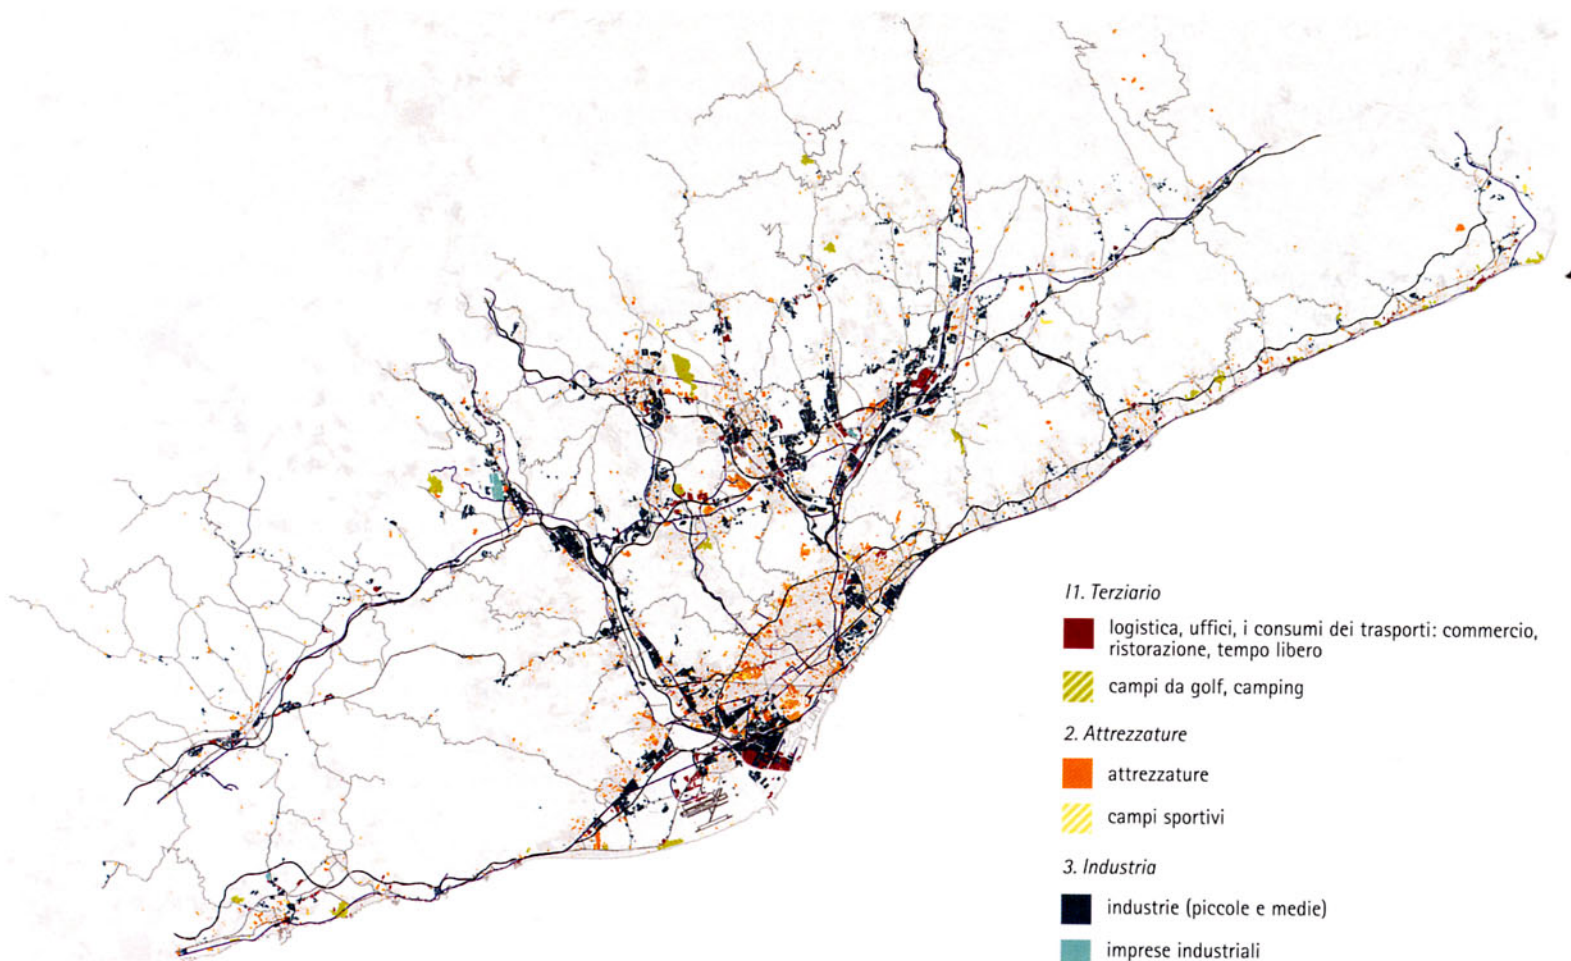 l1. Terziario
logistica, uffici, i consumi dei trasporti: commercio,
ristorazione, tempo libero
campi da golf, camping
2. Attrezzature
attrezzature
campi sportivi
3. Industria
industrie (piccole e medie)
imprese industriali